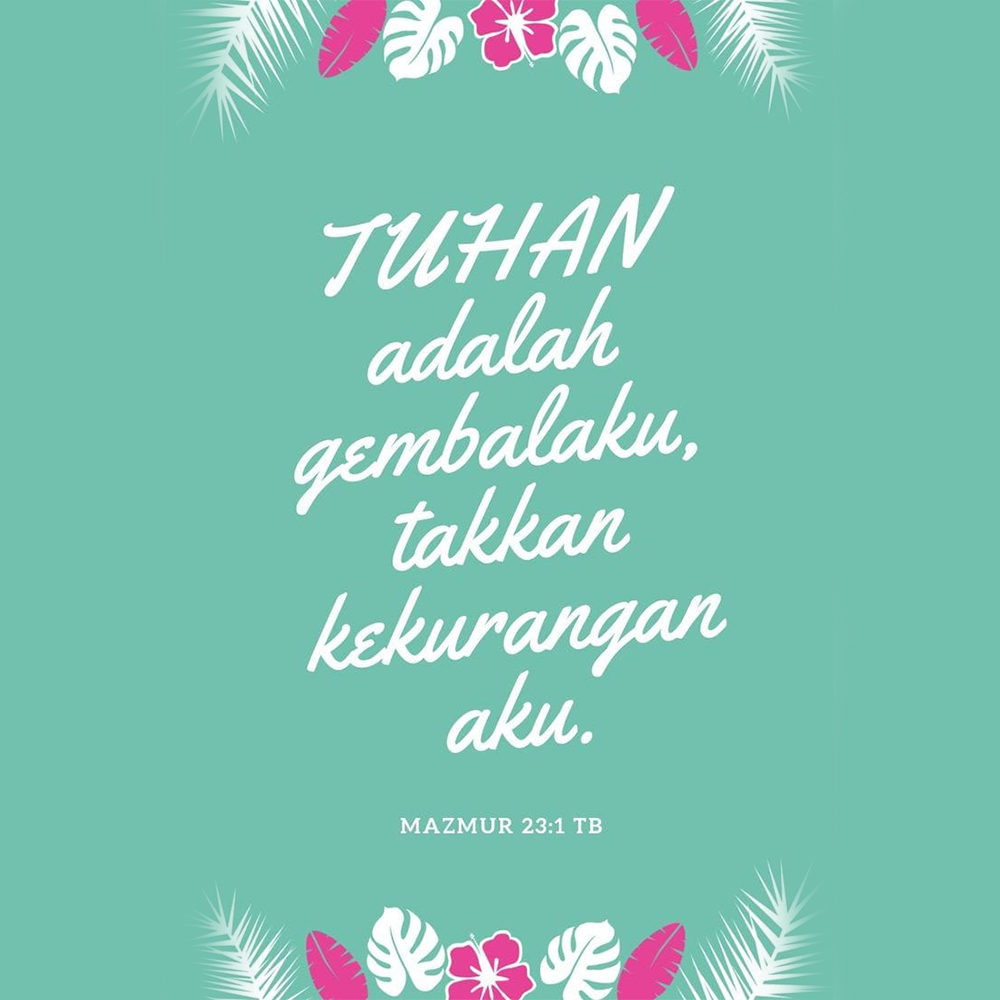 TUHAN
adalah
gembalaku,
takkan
kekurangan
aku.
MAZMUR 23:1 TB